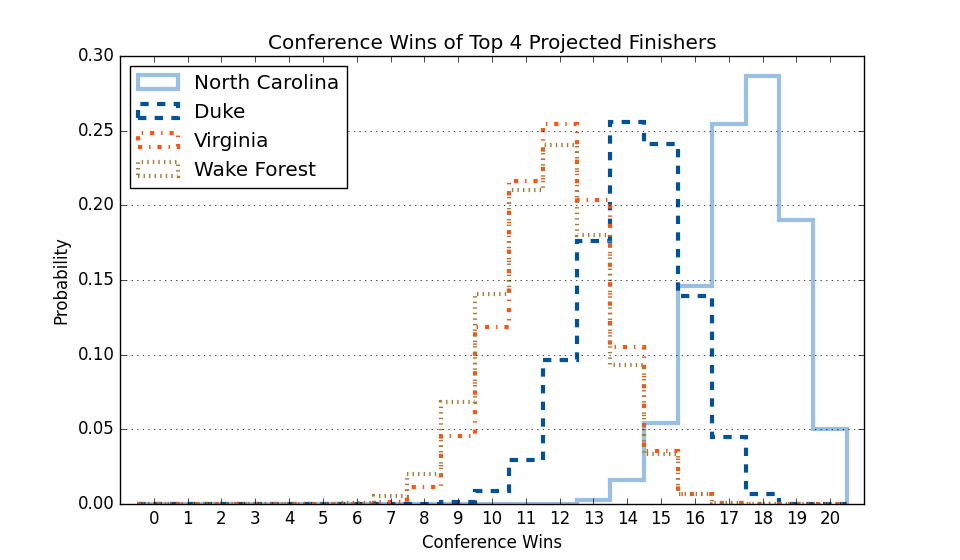 Conference Wins of Top 4 Projected Finishers
North Carolina
Duke
Virginia
Wake Forest
0.30
0.25
0.20
0.15
0.10
0.05
0.00
Probability
0 1 2 3 4 5 6 7 8 9 10 11 12 13 14 15 16 17 18 19 20
Conference Wins